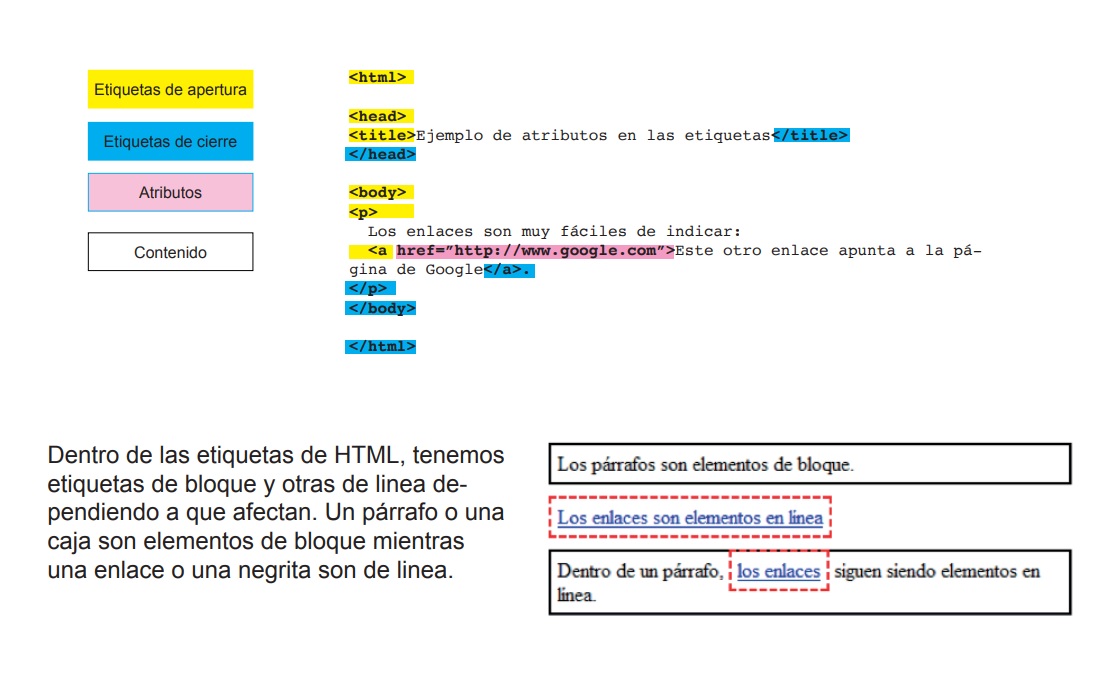 Etiquetas de apertura
Etiquetas de cierre
Atributos
Contenido
<html>
<head>
<title>Ejemplo de atributos en las etiquetas</title>
</head>
<body>
<p>
Los enlaces son muy fáciles de indicar:
<a href=”http://www.google.com”>Este otro enlace apunta a la pá-
gina de Google</a>.
</p>
</body>
</html>
Dentro de las etiquetas de HTML, tenemos
etiquetas de bloque y otras de linea de-
pendiendo a que afectan. Un párrafo o una
caja son elementos de bloque mientras
una enlace o una negrita son de linea.
Los párrafos son elementos de bloque.
Los enlaces son elementos en línea
Dentro de un párrafo, los enlaces siguen siendo elementos en
línea.